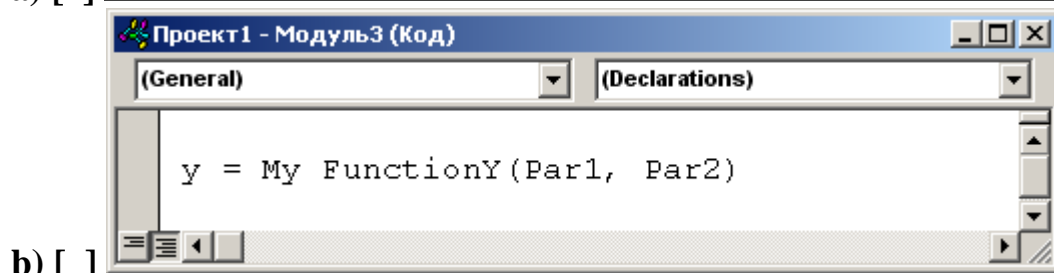 Проект1 - Модуль3 (Код)
(General) (Declarations)
y = My FunctionY(Par1, Par2)
b) [ ]